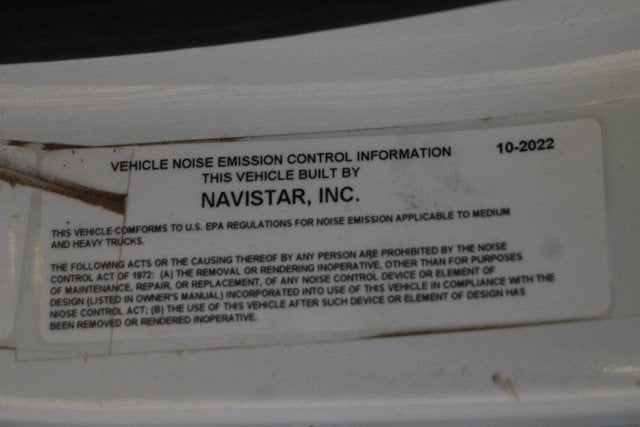 VEHICLE NOISE EMISSION CONTROL INFORMATION 10-2022
THIS VEHICLE BUILT BY
NAVISTAR, INC.
THIS VEHICLE COMFORMS TO U.S. EPA REGULATIONS FOR NOISE EMISSION APPLICABLE TO MEDIUM
AND HEAVY TRUCKS.
THE FOLLOWING ACTS OR THE CAUSING THEREOF BY ANY PERSON ARE PROHIBITED BY THE NOISE
CONTROL ACT OF 1972: (A) THE REMOVAL OR RENDERING INOPERATIVE, OTHER THAN FOR PURPOSES
OF MAINTENANCE, REPAIR, OR REPLACEMENT, OF ANY NOISE CONTROL DEVICE OR ELEMENT OF
DESIGN (LISTED IN OWNER'S MANUAL) INCORPORATED INTO USE OF THIS VEHICLE IN COMPLIANCE WITH THE
NIOSE CONTROL ACT; (B) THE USE OF THIS VEHICLE AFTER SUCH DEVICE OR ELEMENT OF DESIGN HAS
BEEN REMOVED OR RENDERED INOPERATIVE.